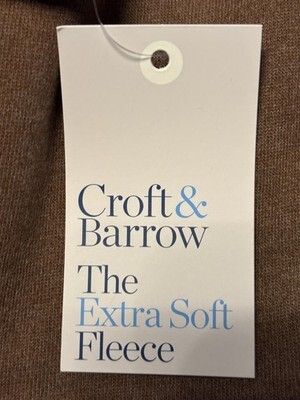 Croft&
Barrow
The
Extra Soft
Fleece